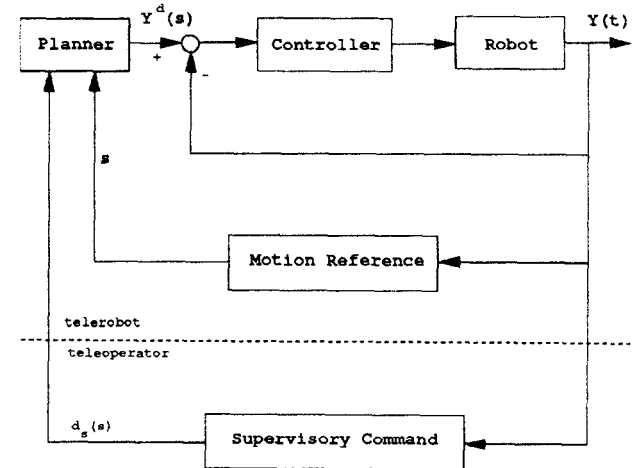 Y^d(s)
Y(t)
Planner
+
-
Controller
Robot
s
Motion Reference
telerobot
teleoperator
d_s(s)
Supervisory Command